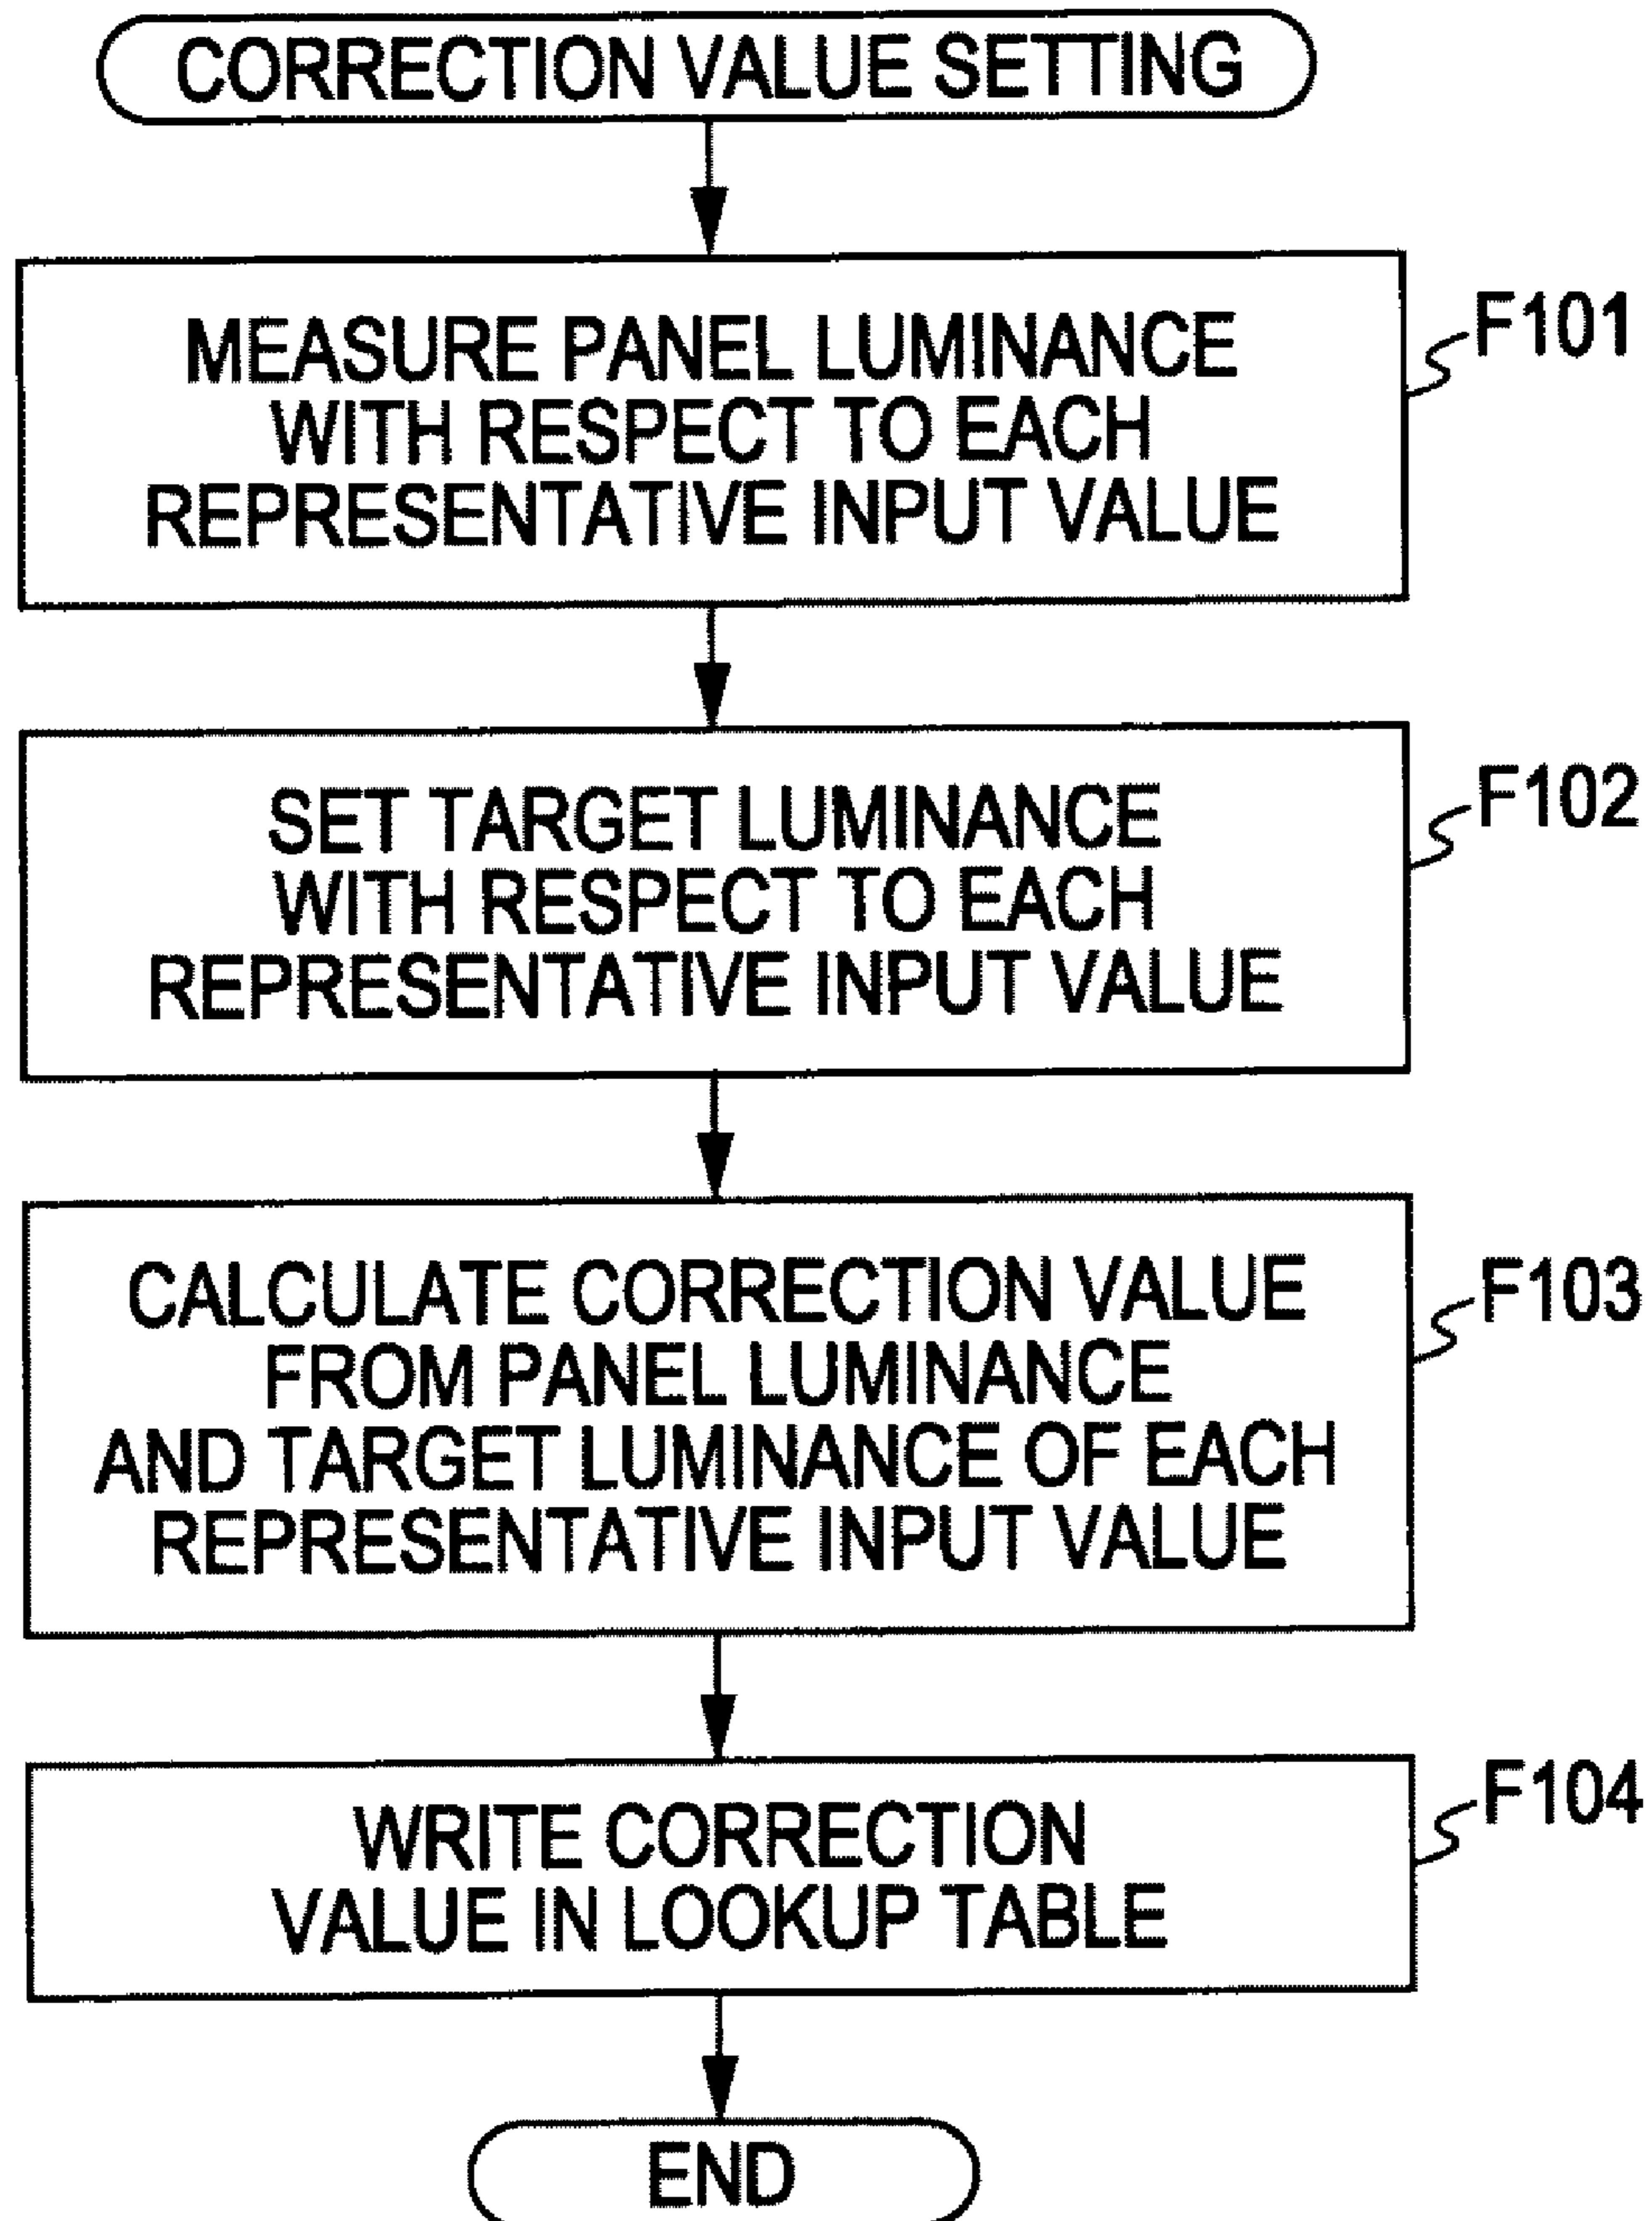 CORRECTION VALUE SETTING
MEASURE PANEL LUMINANCE
WITH RESPECT TO EACH
REPRESENTATIVE INPUT VALUE
F101
SET TARGET LUMINANCE
WITH RESPECT TO EACH
REPRESENTATIVE INPUT VALUE
F102
CALCULATE CORRECTION VALUE
FROM PANEL LUMINANCE
AND TARGET LUMINANCE OF EACH
REPRESENTATIVE INPUT VALUE
F103
WRITE CORRECTION
VALUE IN LOOKUP TABLE
F104
END